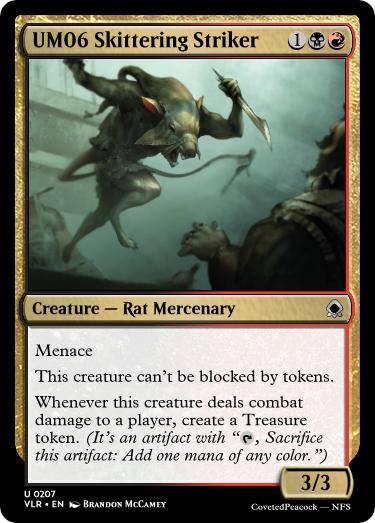 UM06 Skittering Striker 1
Creature — Rat Mercenary
Menace
This creature can't be blocked by tokens.
Whenever this creature deals combat
damage to a player, create a Treasure
token. (It's an artifact with “, Sacrifice
this artifact: Add one mana of any color.”)
3/3
U 0207
VLR • EN BRANDON MCCAMEY
CovetedPeacock — NFS